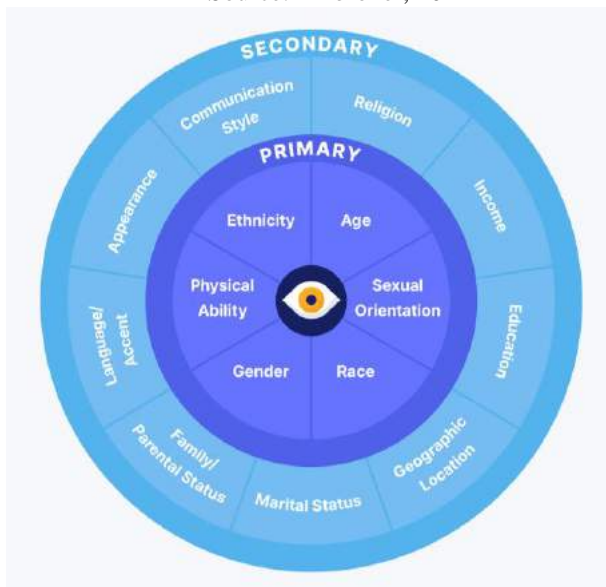 SECONDARY
Communication
Style
Religion
Income
Education
Geographic
Location
Marital Status
Family/
Parental Status
Language/
Accent
Appearance
PRIMARY
Ethnicity
Age
Sexual
Orientation
Race
Gender
Physical
Ability